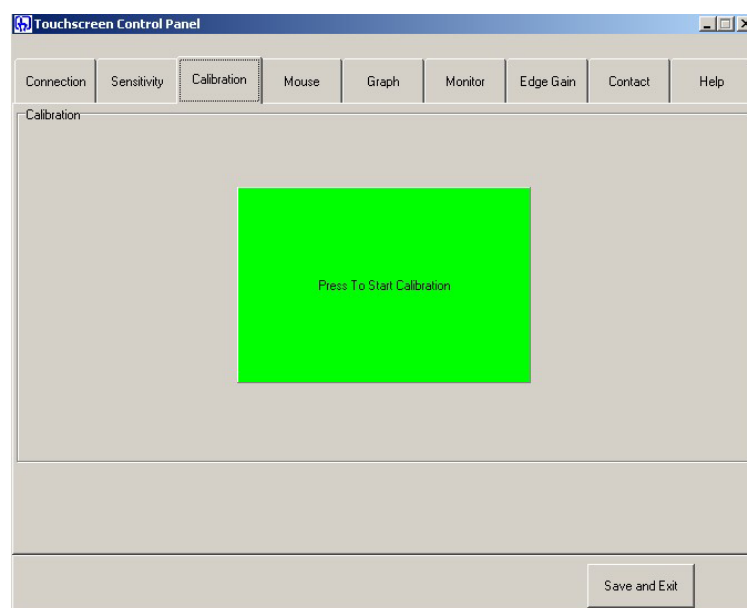 Touchscreen Control Panel
Connection Sensitivity Calibration Mouse Graph Monitor Edge Gain Contact Help
Calibration
Press To Start Calibration
Save and Exit